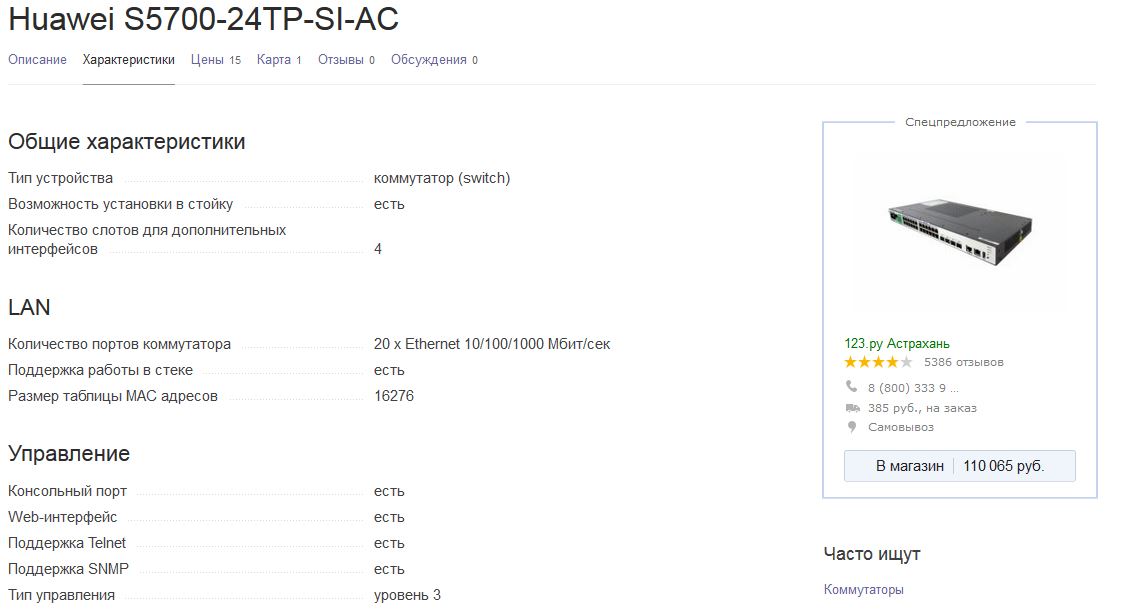 Huawei S5700-24TP-SI-AC
Описание Характеристики Цены 15 Карта 1 Отзывы 0 Обсуждения 0
Общие характеристики
Тип устройства коммутатор (switch)
Возможность установки в стойку есть
Количество слотов для дополнительных
интерфейсов 4
LAN
Количество портов коммутатора 20 x Ethernet 10/100/1000 Мбит/сек
Поддержка работы в стеке есть
Размер таблицы MAC адресов 16276
Управление
Консольный порт есть
Web-интерфейс есть
Поддержка Telnet есть
Поддержка SNMP есть
Тип управления уровень 3
Спецпредложение
123.ру Астрахань
5386 отзывов
8 (800) 333 9 ...
385 руб., на заказ
Самовывоз
В магазин 110 065 руб.
Часто ищут
Коммутаторы